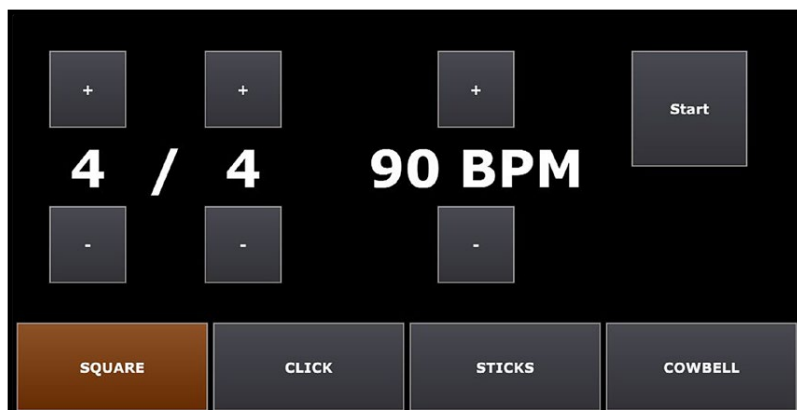 + + + Start
4 / 4 90 BPM
- - -
SQUARE CLICK STICKS COWBELL